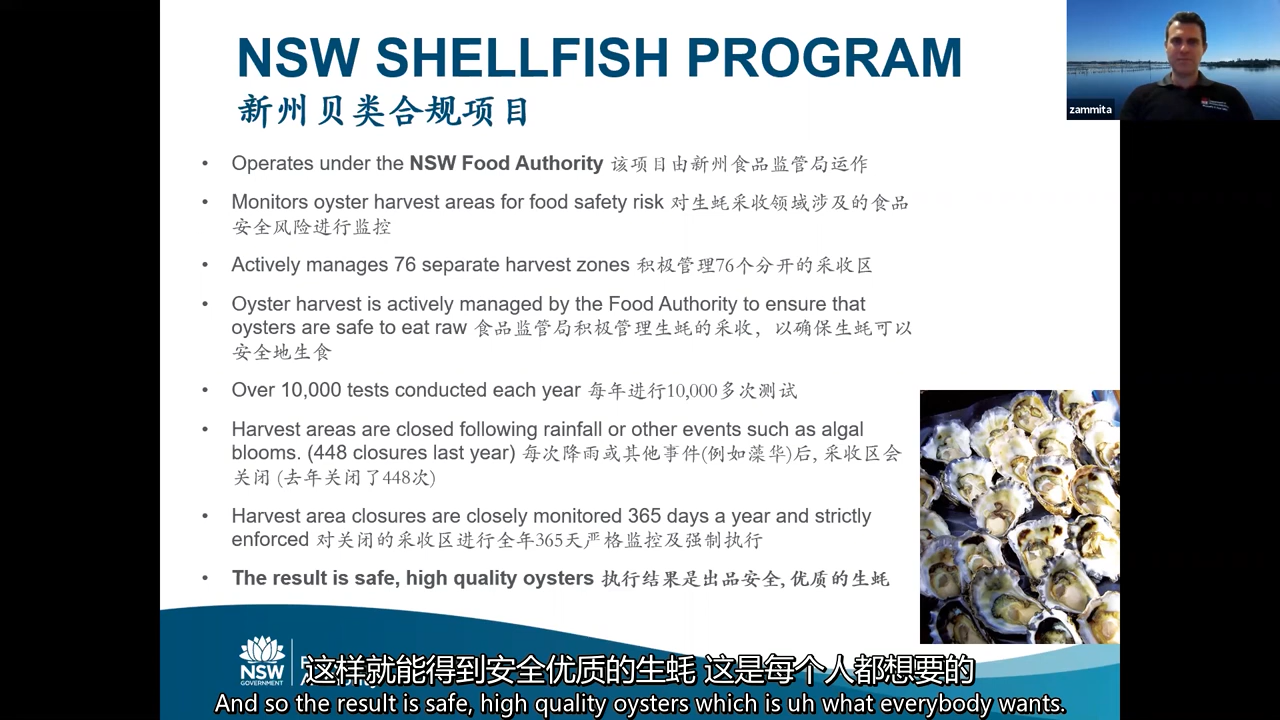 NSW SHELLFISH PROGRAM
新州贝类合规项目
zammita
• Operates under the NSW Food Authority 该项目由新州食品监管局运作
• Monitors oyster harvest areas for food safety risk 对生蚝采收领域涉及的食品
安全风险进行监控
• Actively manages 76 separate harvest zones 积极管理76个分开的采收区
• Oyster harvest is actively managed by the Food Authority to ensure that
oysters are safe to eat raw 食品监管局积极管理生蚝的采收，以确保生蚝可以
安全地生食
• Over 10,000 tests conducted each year 每年进行10,000多次测试
• Harvest areas are closed following rainfall or other events such as algal
blooms. (448 closures last year) 每次降雨或其他事件(例如藻华)后, 采收区会
关闭 (去年关闭了448次)
• Harvest area closures are closely monitored 365 days a year and strictly
enforced 对关闭的采收区进行全年365天严格监控及强制执行
• The result is safe, high quality oysters 执行结果是出品安全, 优质的生蚝
NSW
GOVERNMENT
这样就能得到安全优质的生蚝 这是每个人都想要的
And so the result is safe, high quality oysters which is uh what everybody wants.